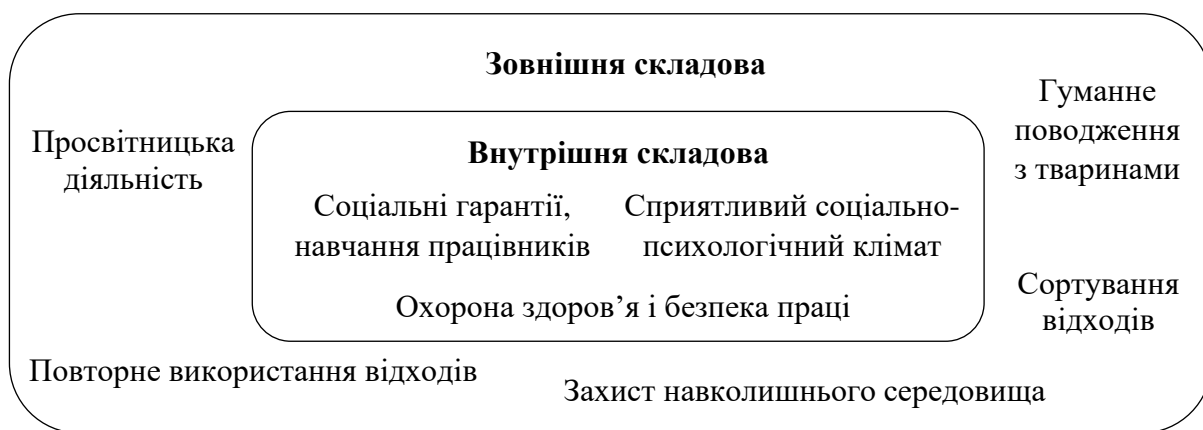 Зовнішня складова
Гуманне
поводження
з тваринами
Просвітницька
діяльність
Внутрішня складова
Соціальні гарантії,
навчання працівників
Сприятливий соціально-
психологічний клімат
Охорона здоров’я і безпека праці
Сортування
відходів
Повторне використання відходів
Захист навколишнього середовища